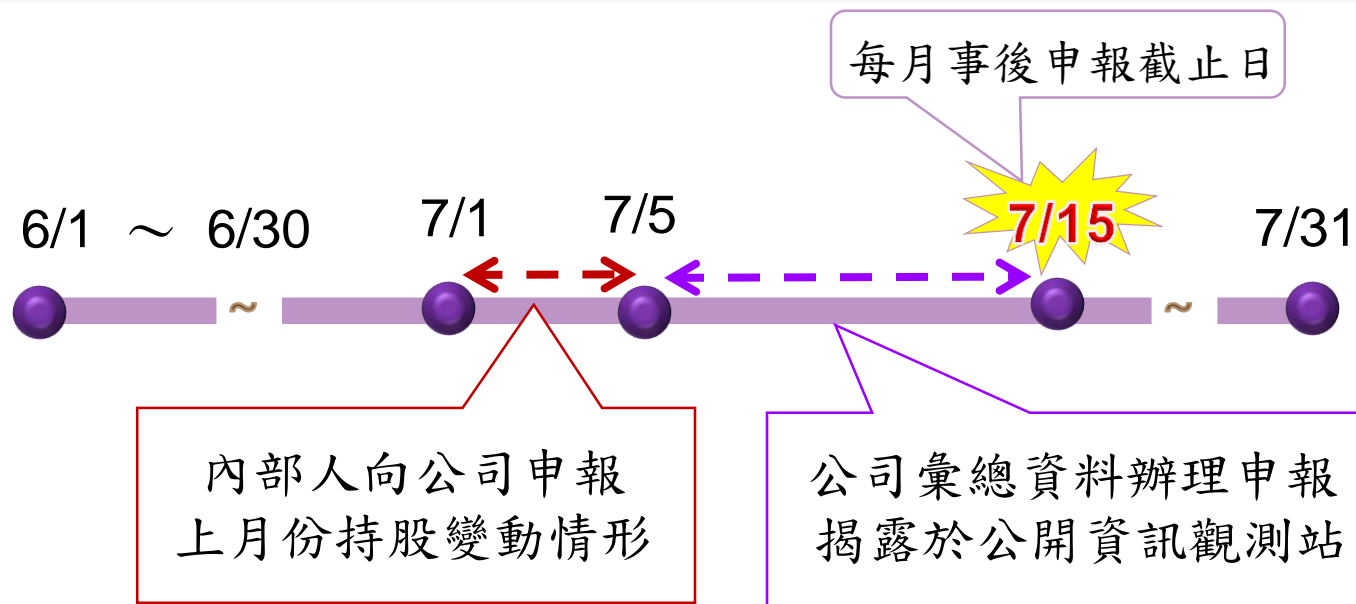 每月事後申報截止日
6/1 ～ 6/30
7/1
7/5
7/15
7/31
~
~
內部人向公司申報
上月份持股變動情形
公司彙總資料辦理申報
揭露於公開資訊觀測站